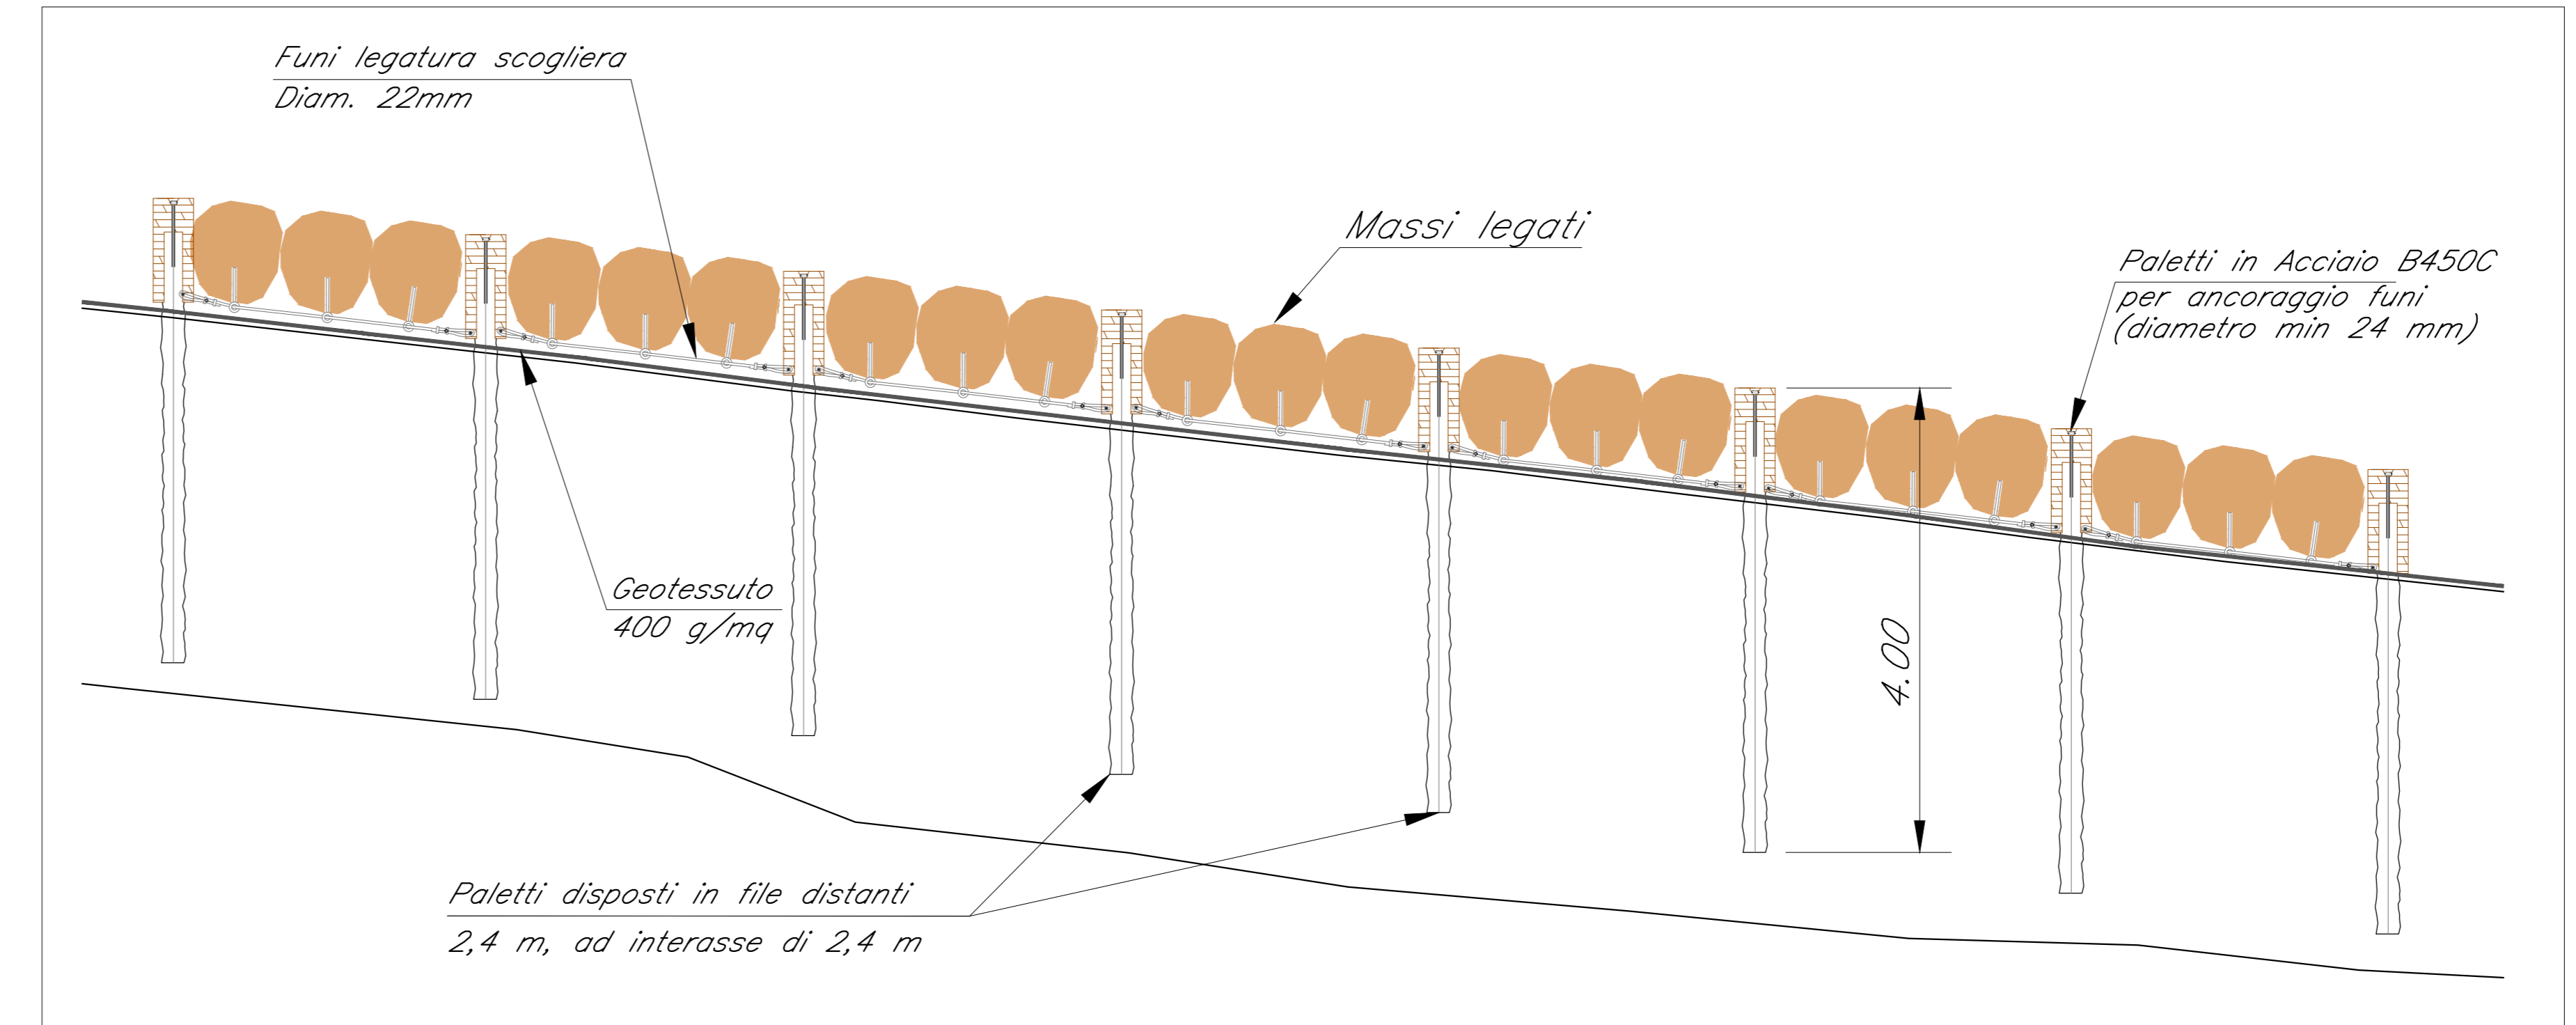 Funi legatura scogliera
Diam. 22mm
Massi legati
Paletti in Acciaio B450C
per ancoraggio funi
(diametro min 24 mm)
Geotessuto
400 g/mq
4.00
Paletti disposti in file distanti
2,4 m, ad interasse di 2,4 m